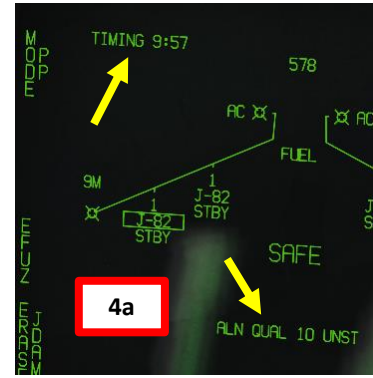 MODE
PP
TIMING 9:57
578
AC
AC
FUEL
9M
1
J-82
STBY
1
J-82
STBY
EFUZ
SAFE
4a
ERASE
JDAM
ALN QUAL 10 UNST